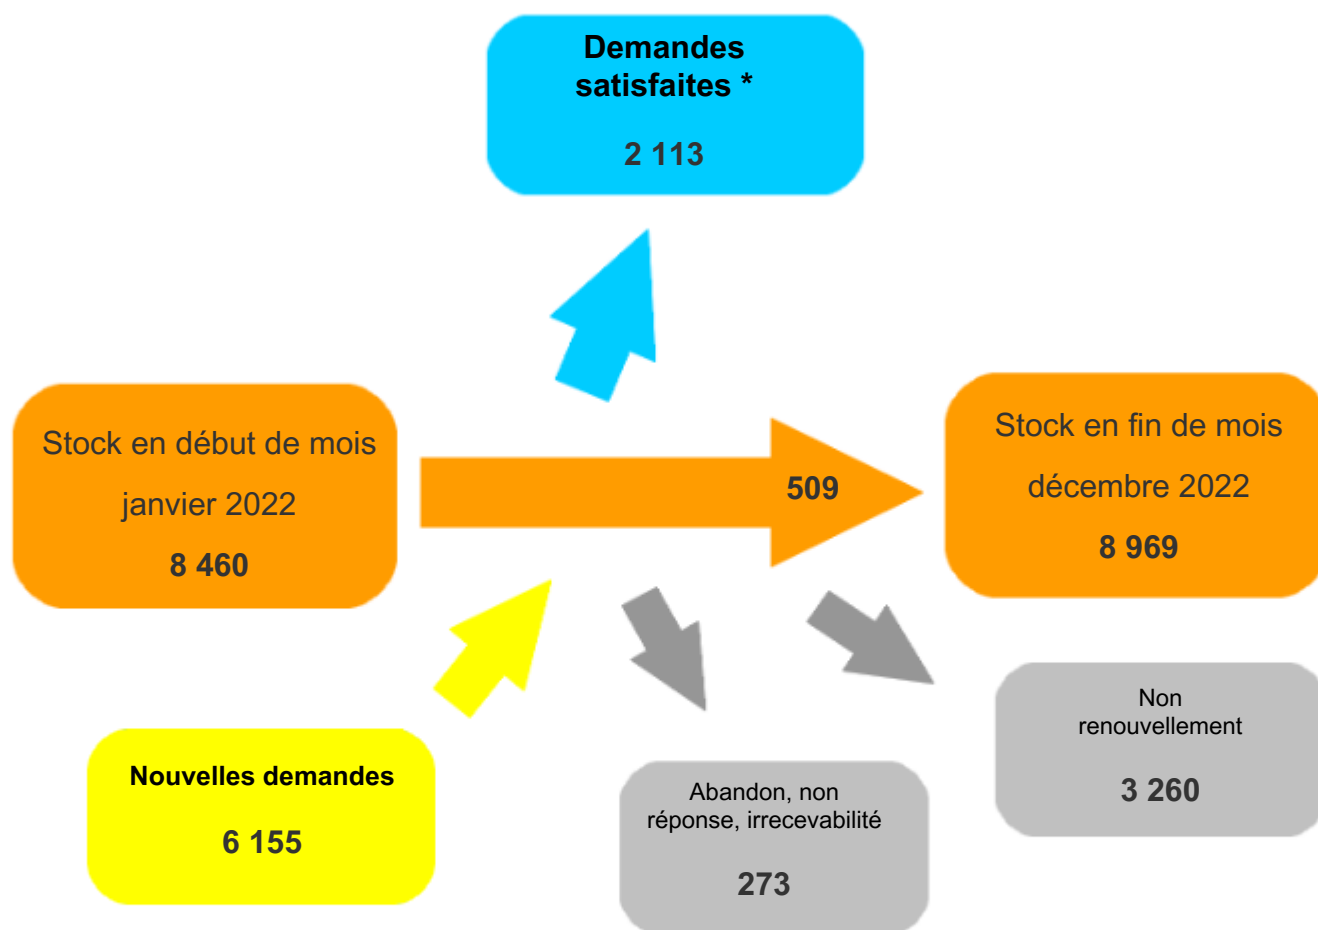 Demandes
satisfaites *
2 113
Stock en début de mois
janvier 2022
8 460
509
Stock en fin de mois
décembre 2022
8 969
Nouvelles demandes
6 155
Abandon, non
réponse, irrecevabilité
273
Non
renouvellement
3 260